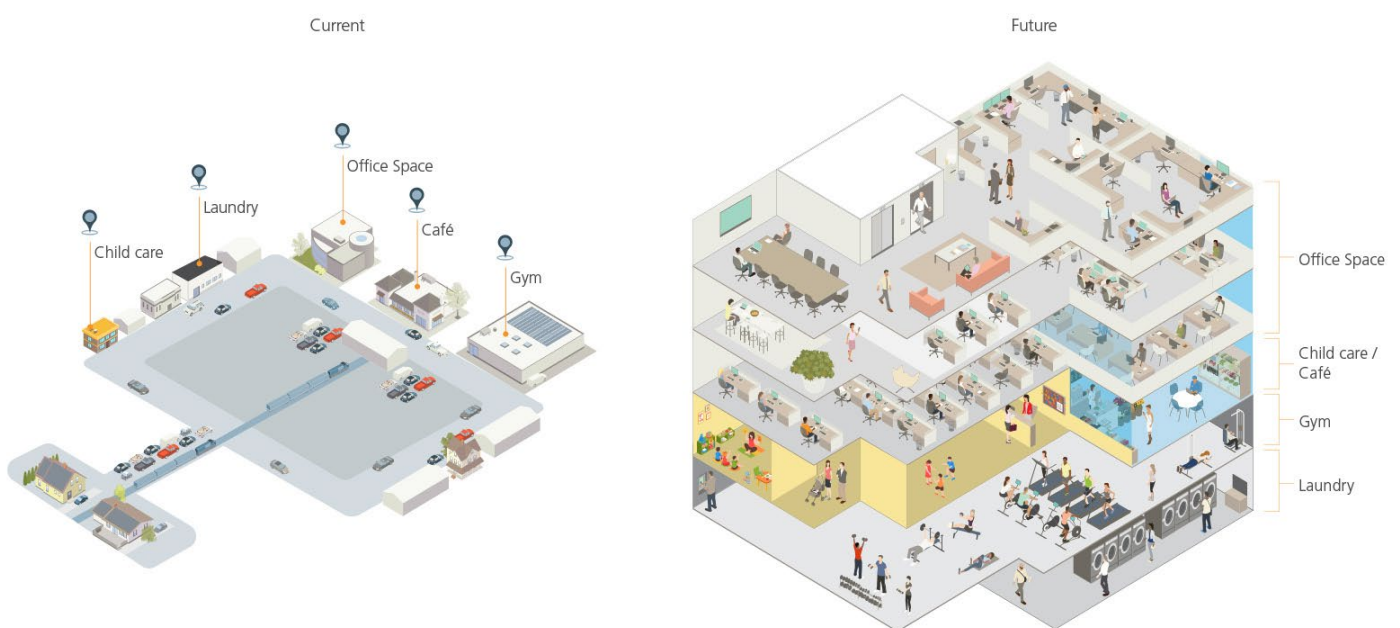 Current
Future
Office Space
Laundry
Café
Child care
Gym
Office Space
Child care /
Café
Gym
Laundry